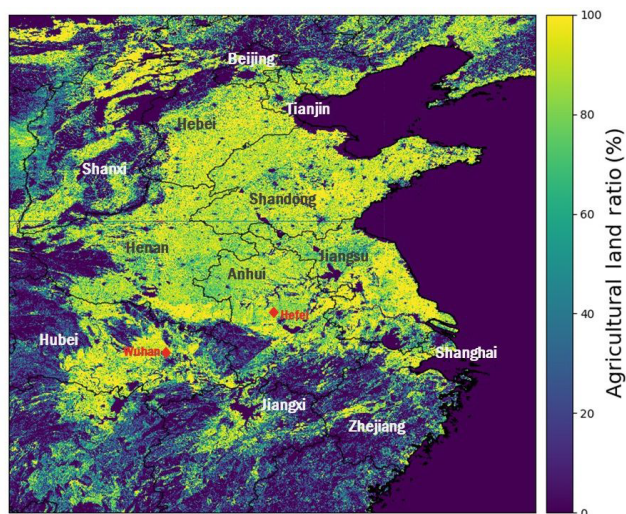 Beijing
Tianjin
Hebei
Shanxi
Shandong
Henan
Jiangsu
Anhui
Hefei
Hubei
Wuhan
Shanghai
Jiangxi
Zhejiang
100
80
60
40
20
0
Agricultural land ratio (%)